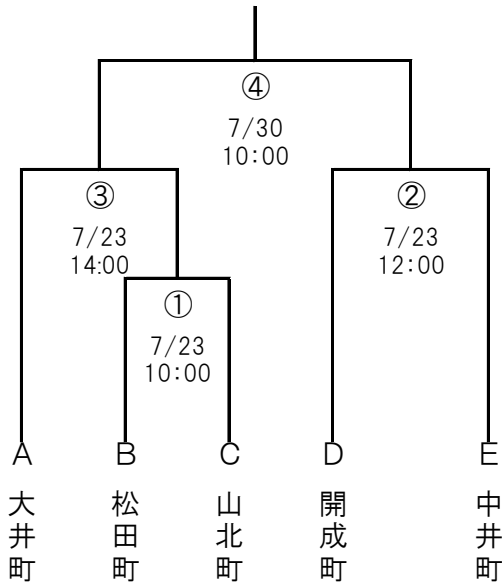 ④
7/30
10:00
③
7/23
14:00
②
7/23
12:00
①
7/23
10:00
A
B
C
D
E
大井町
松田町
山北町
開成町
中井町